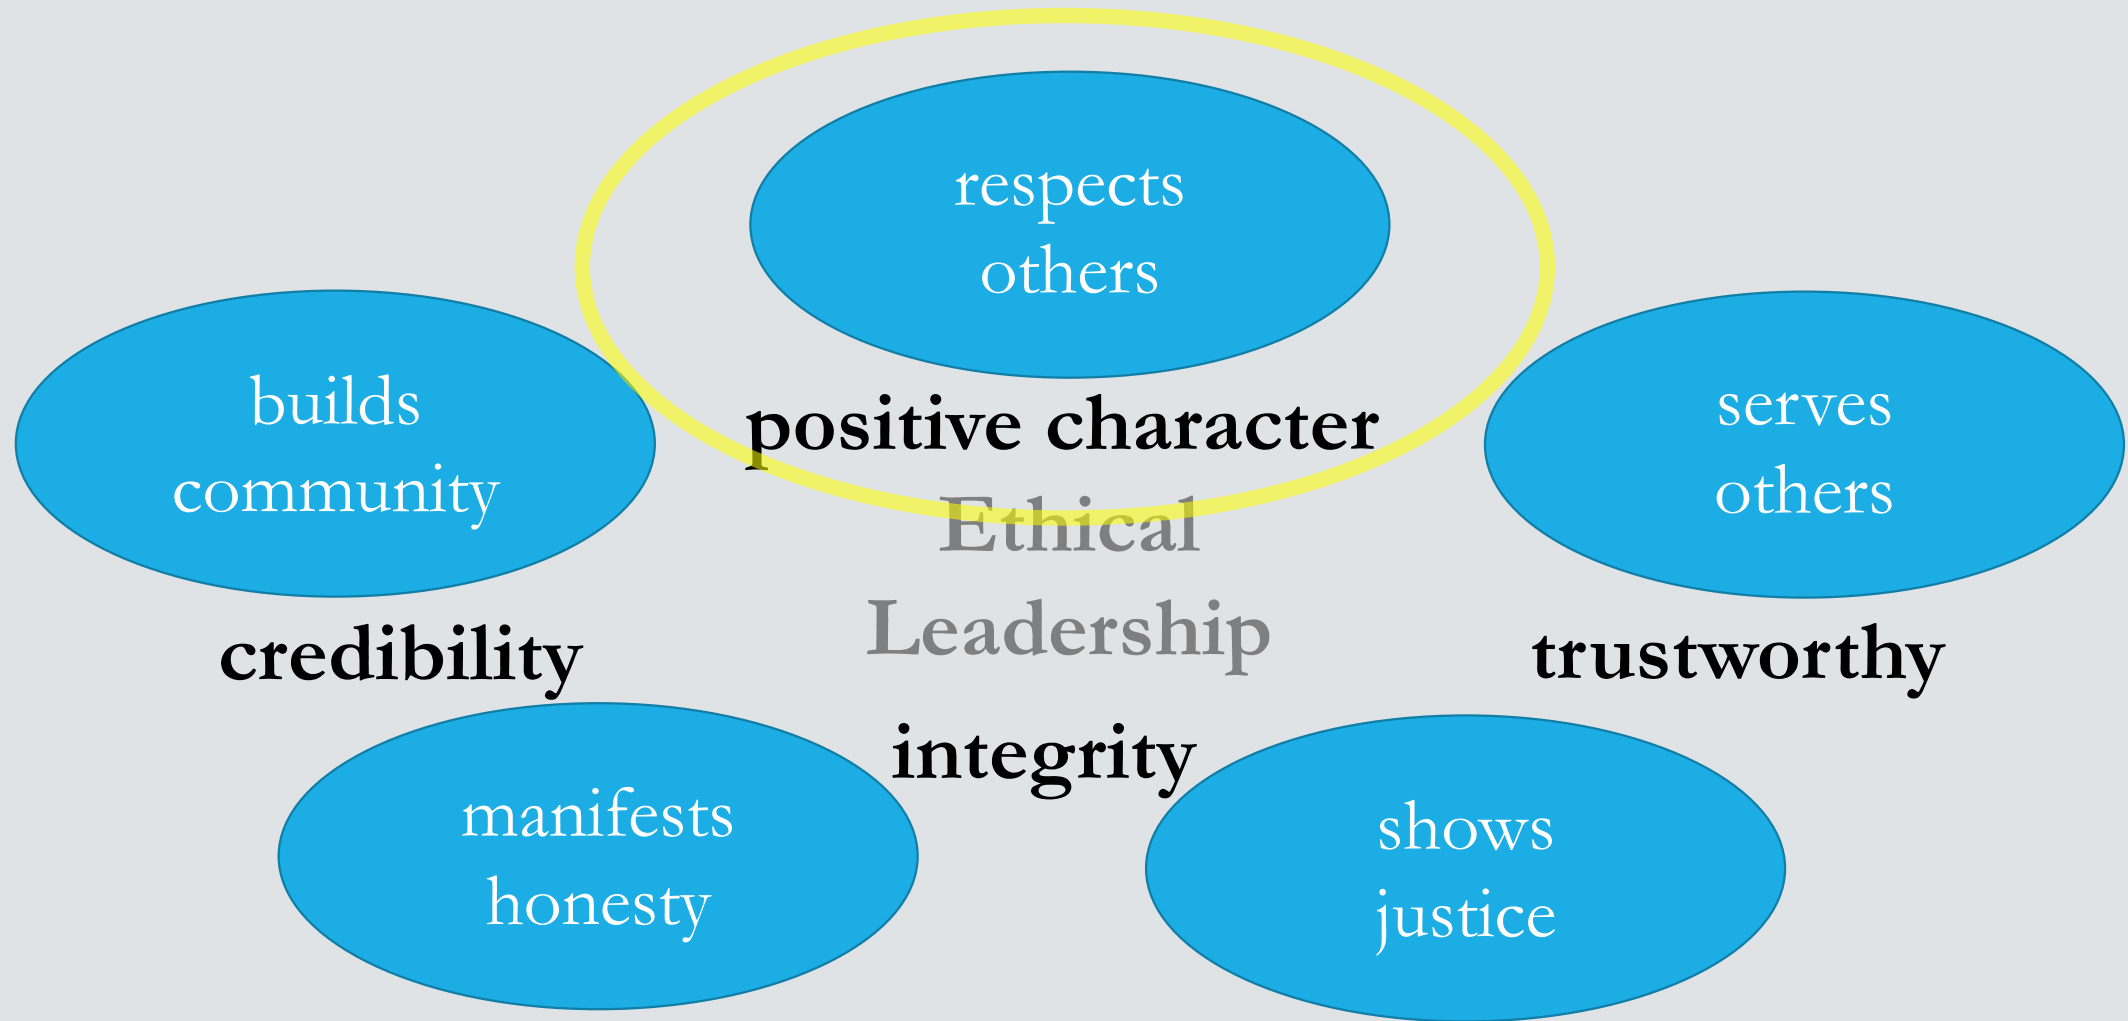 respects
others
builds
community
positive character
serves
others
Ethical
Leadership
credibility
trustworthy
integrity
manifests
honesty
shows
justice